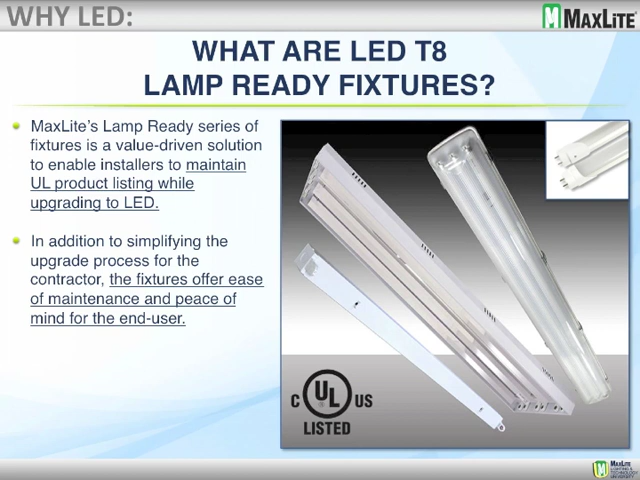 WHY LED:
MAXLITE®
WHAT ARE LED T8
LAMP READY FIXTURES?
MaxLite's Lamp Ready series of
fixtures is a value-driven solution
to enable installers to maintain
UL product listing while
upgrading to LED.
In addition to simplifying the
upgrade process for the
contractor, the fixtures offer ease
of maintenance and peace of
mind for the end-user.
C UL US
LISTED
MAXLITE
LIGHTING &
TECHNOLOGY
UNIVERSITY